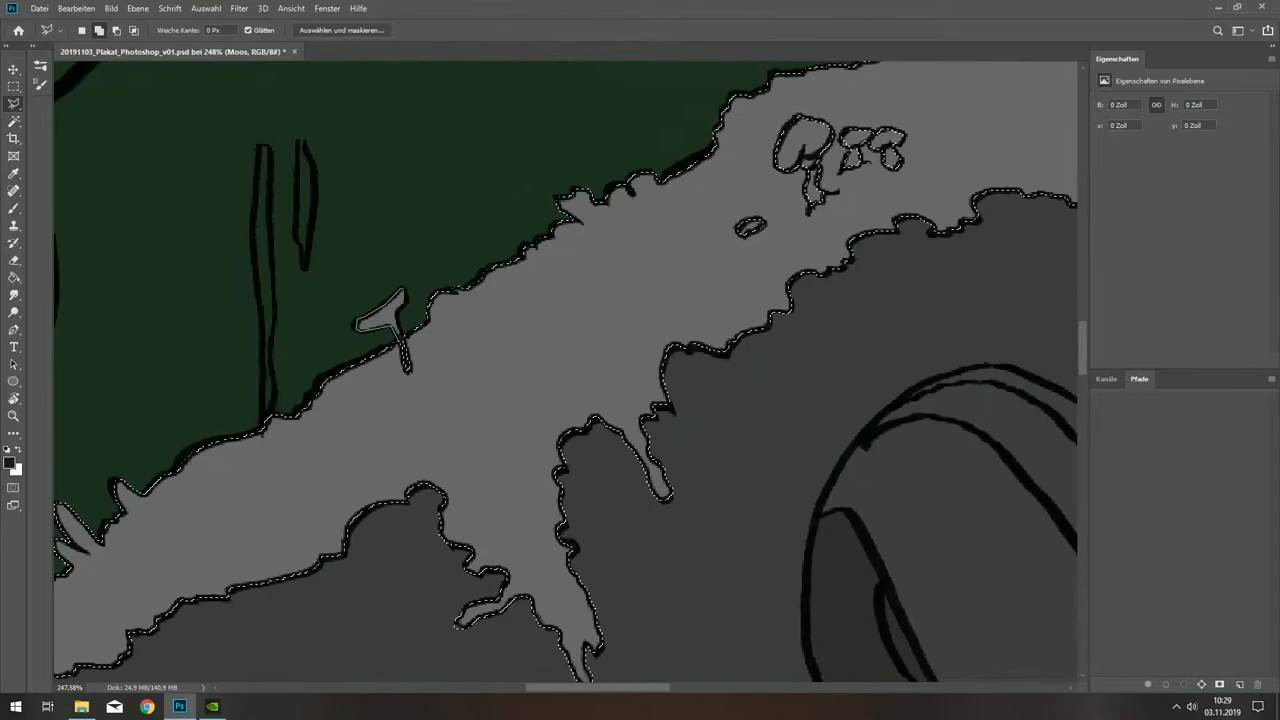 Ps Datei Bearbeiten Bild Ebene Schrift Auswahl Filter 3D Ansicht Fenster Hilfe
Weiche Kante: 0 Px Glätten Auswählen und maskieren...
20191103_Plakat_Photoshop_v01.psd bei 248% (Moos, RGB/8#) *
Eigenschaften
Eigenschaften von Pixelebene
B: 0 Zoll H: 0 Zoll
x: 0 Zoll y: 0 Zoll
Kanäle Pfade
247,58% Dok: 24,9 MB/140,9 MB
Ps
10:29
03.11.2019